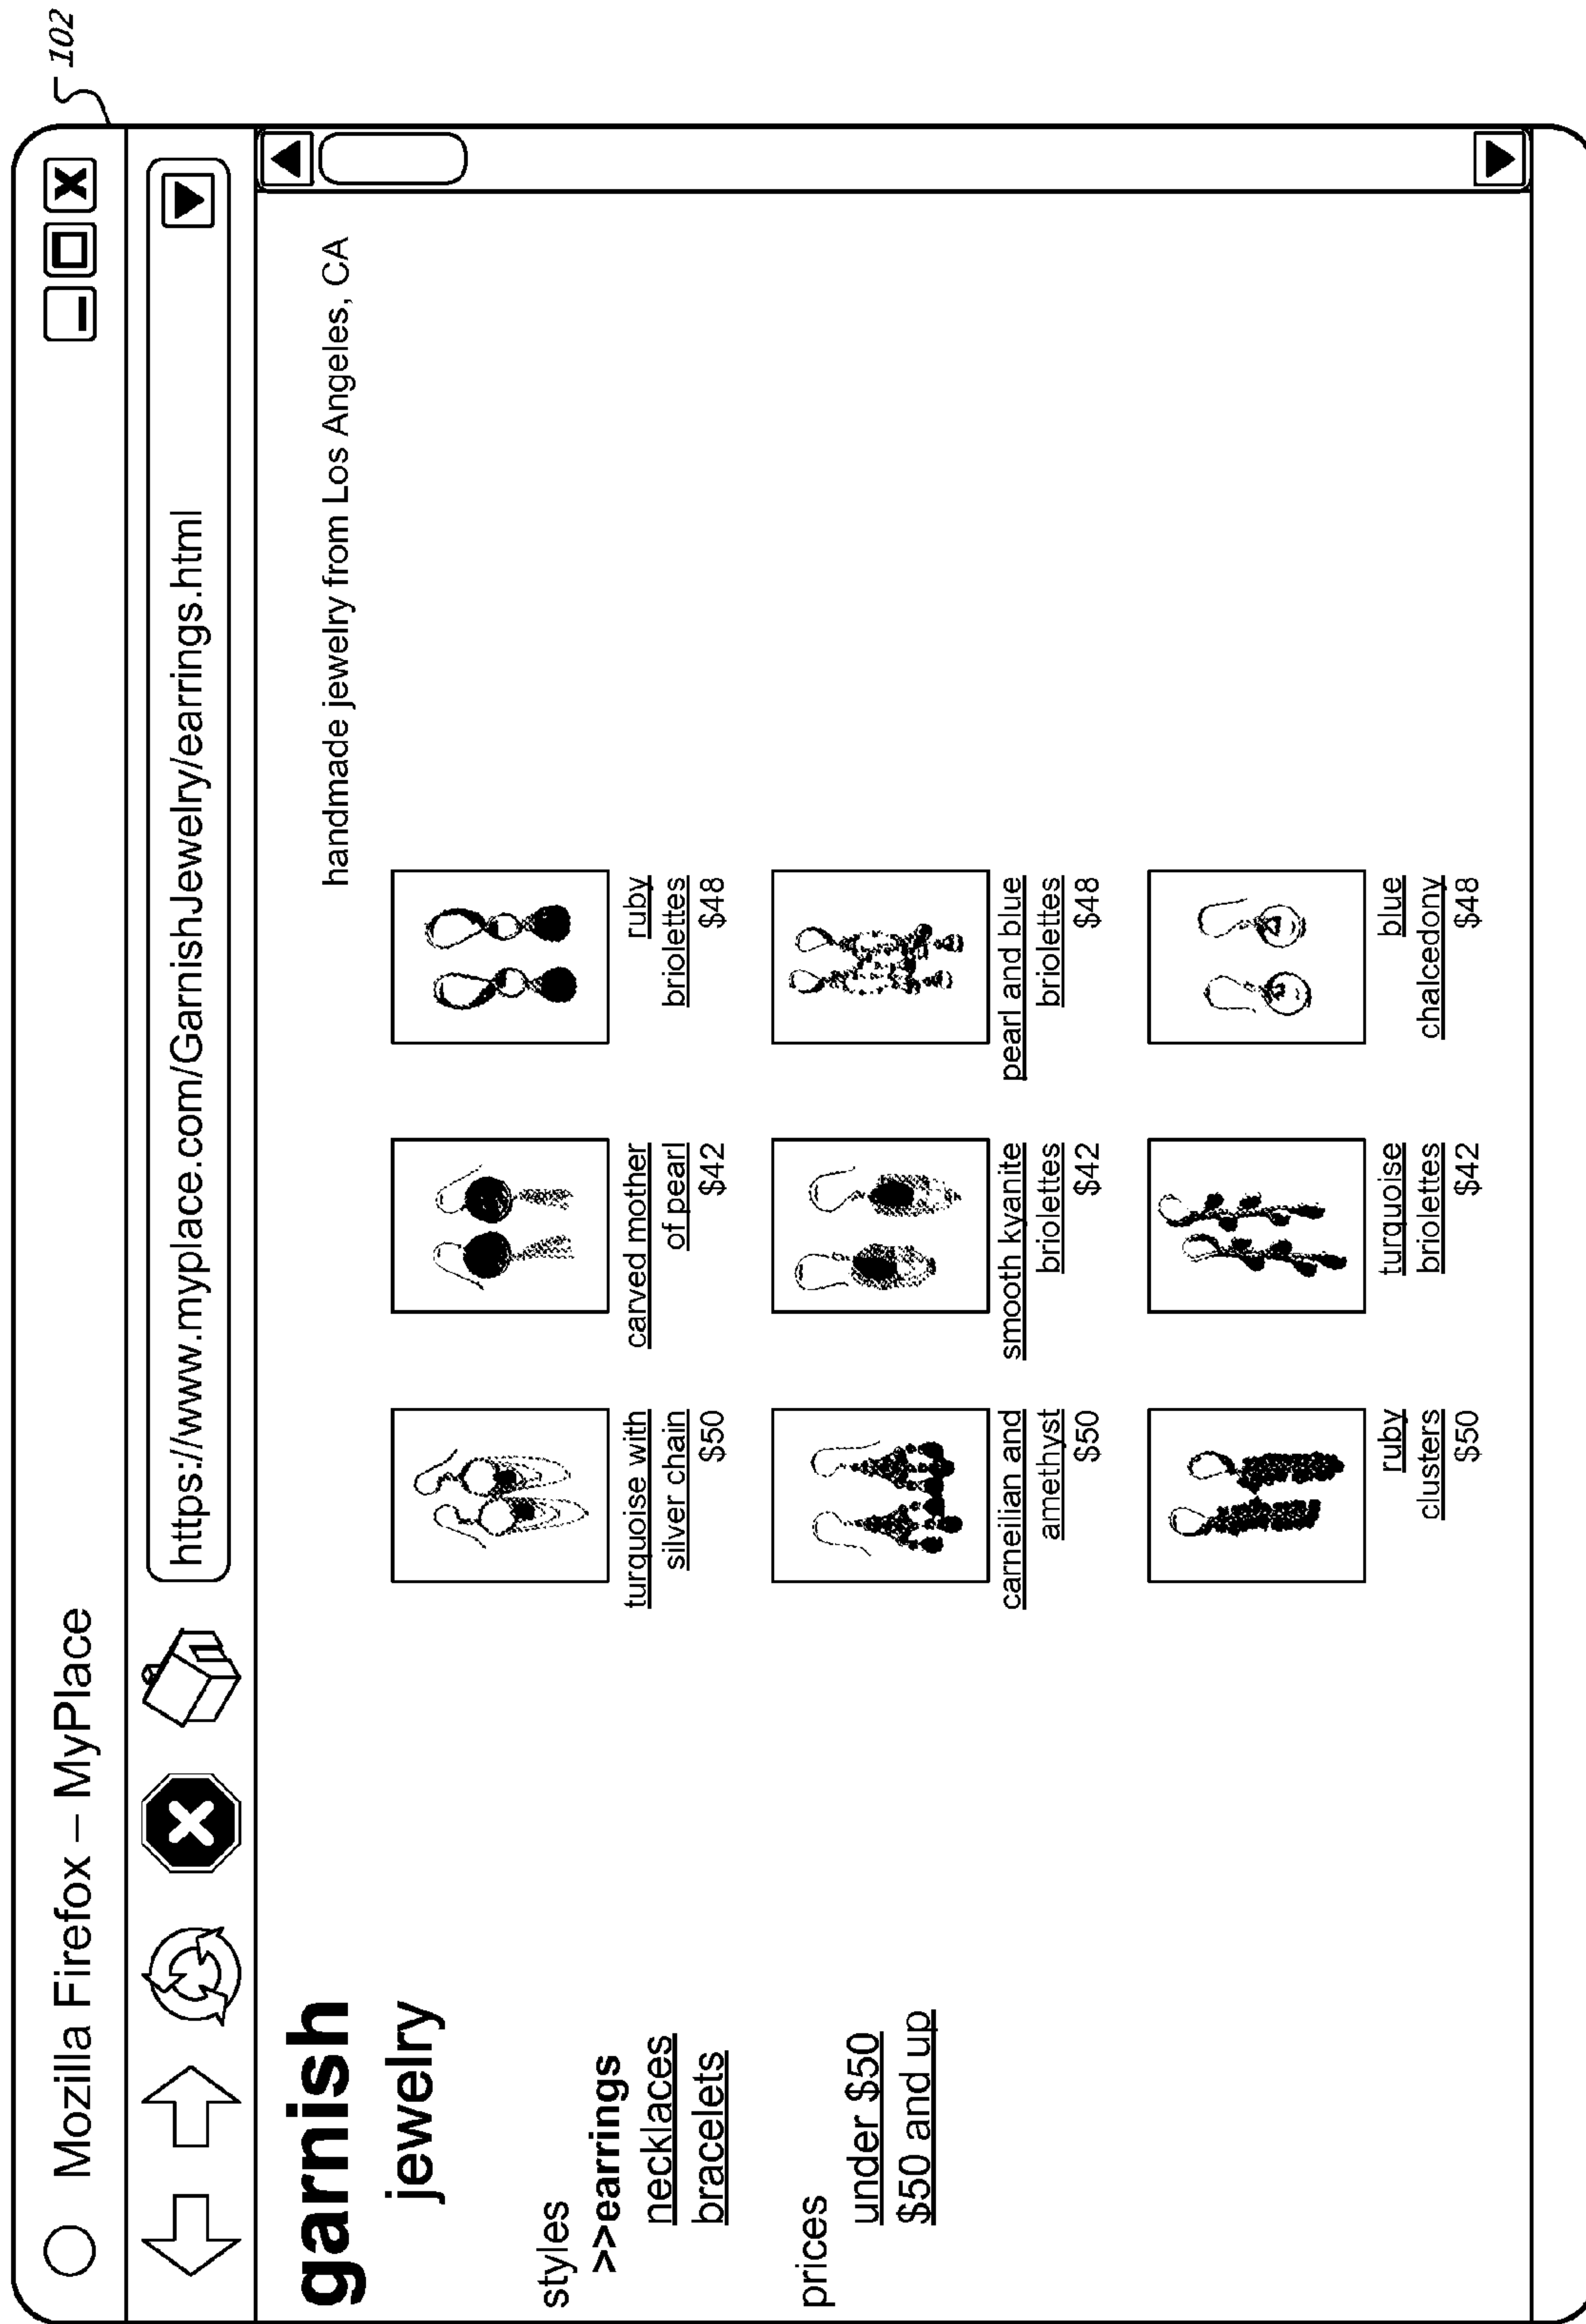 102
Mozilla Firefox – MyPlace
https://www.myplace.com/GarnishJewelry/earrings.html
garnish
jewelry
handmade jewelry from Los Angeles, CA
styles
>>earrings
necklaces
bracelets
prices
under $50
$50 and up
turquoise with
silver chain
$50
carved mother
of pearl
$42
ruby
briolettes
$48
carneilian and
amethyst
$50
smooth kyanite
briolettes
$42
pearl and blue
briolettes
$48
ruby
clusters
$50
turquoise
briolettes
$42
blue
chalcedony
$48